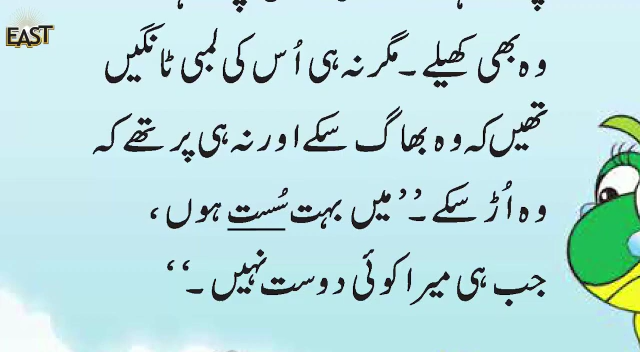 EAST
وہ بھی کھیلے۔ مگر نہ ہی اُس کی لمبی ٹانگیں
تھیں کہ وہ بھاگ سکے اور نہ ہی پر تھے کہ
وہ اُڑ سکے۔ ’’میں بہت سُست ہوں،
جب ہی میرا کوئی دوست نہیں۔‘‘